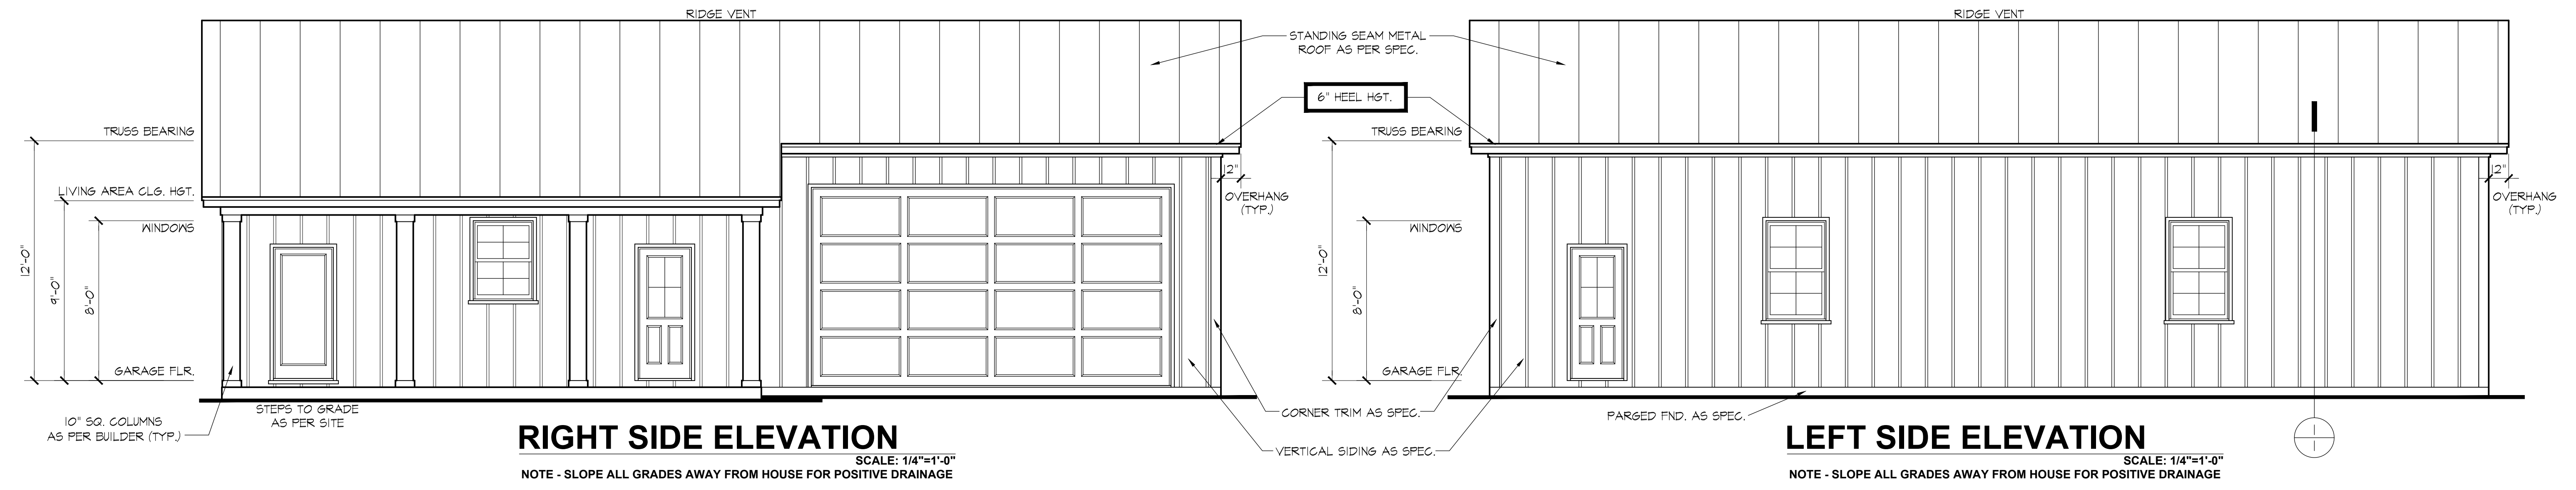 RIDGE VENT
TRUSS BEARING
LIVING AREA CLG. HGT.
WINDOWS
12'-0"
9'-0"
8'-0"
GARAGE FLR.
10" SQ. COLUMNS
AS PER BUILDER (TYP.)
STEPS TO GRADE
AS PER SITE
12"
OVERHANG
(TYP.)
RIGHT SIDE ELEVATION
SCALE: 1/4"=1'-0"
NOTE - SLOPE ALL GRADES AWAY FROM HOUSE FOR POSITIVE DRAINAGE
STANDING SEAM METAL
ROOF AS PER SPEC.
6" HEEL HGT.
CORNER TRIM AS SPEC.
VERTICAL SIDING AS SPEC.
RIDGE VENT
TRUSS BEARING
WINDOWS
12'-0"
8'-0"
GARAGE FLR.
12"
OVERHANG
(TYP.)
PARGED FND. AS SPEC.
LEFT SIDE ELEVATION
SCALE: 1/4"=1'-0"
NOTE - SLOPE ALL GRADES AWAY FROM HOUSE FOR POSITIVE DRAINAGE